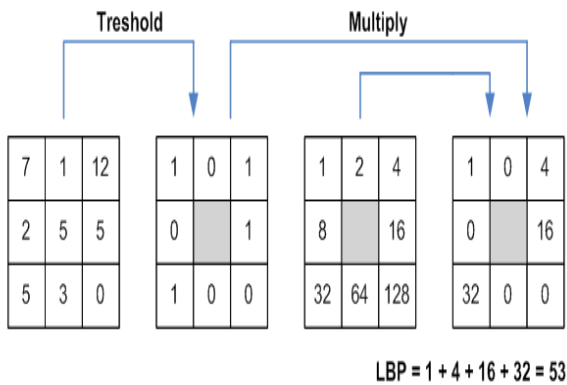 Treshold Multiply
7 1 12 1 0 1 1 2 4 1 0 4
2 5 5 0 1 8 16 0 16
5 3 0 1 0 0 32 64 128 32 0 0
LBP = 1 + 4 + 16 + 32 = 53